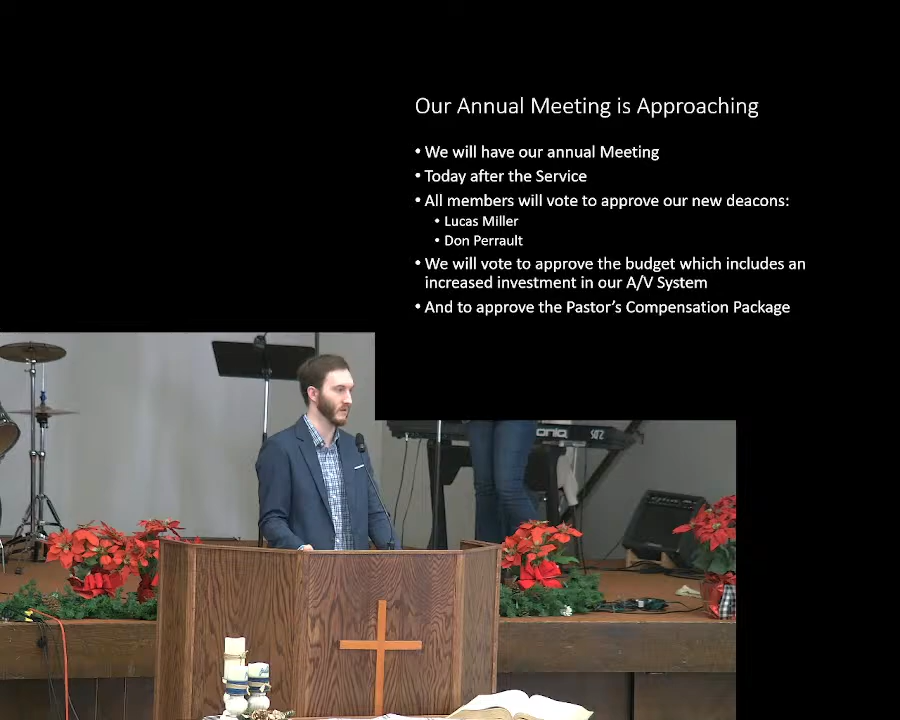 Our Annual Meeting is Approaching
• We will have our annual Meeting
• Today after the Service
• All members will vote to approve our new deacons:
• Lucas Miller
• Don Perrault
• We will vote to approve the budget which includes an
increased investment in our A/V System
• And to approve the Pastor's Compensation Package